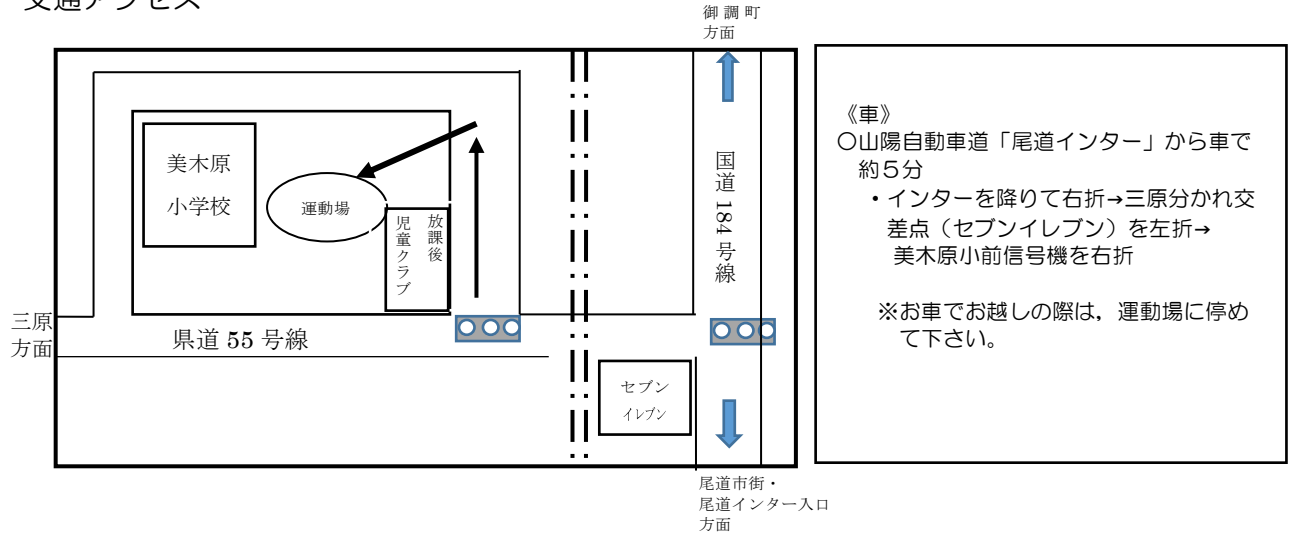 交通アクセス
御調町
方面
美木原
小学校
運動場
放課後
児童クラブ
国道184号線
三原
方面
県道 55 号線
セブン
イレブン
尾道市街・
尾道インター入口
方面
《車》
〇山陽自動車道「尾道インター」から車で
約５分
・インターを降りて右折→三原分かれ交
差点（セブンイレブン）を左折→
美木原小前信号機を右折
※お車でお越しの際は，運動場に停め
て下さい。